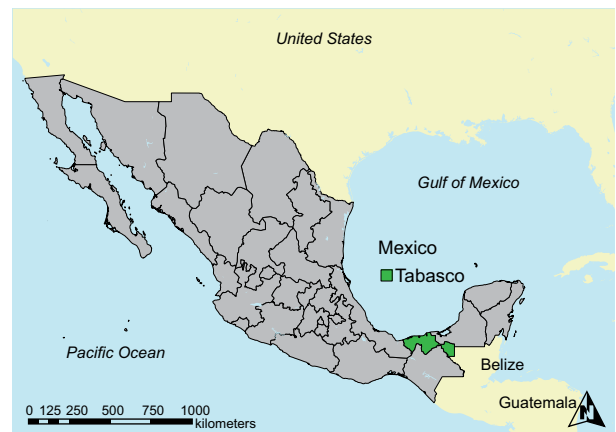 United States
Gulf of Mexico
Mexico
Tabasco
Pacific Ocean
Belize
Guatemala
N
0 125 250 500 750 1000
kilometers